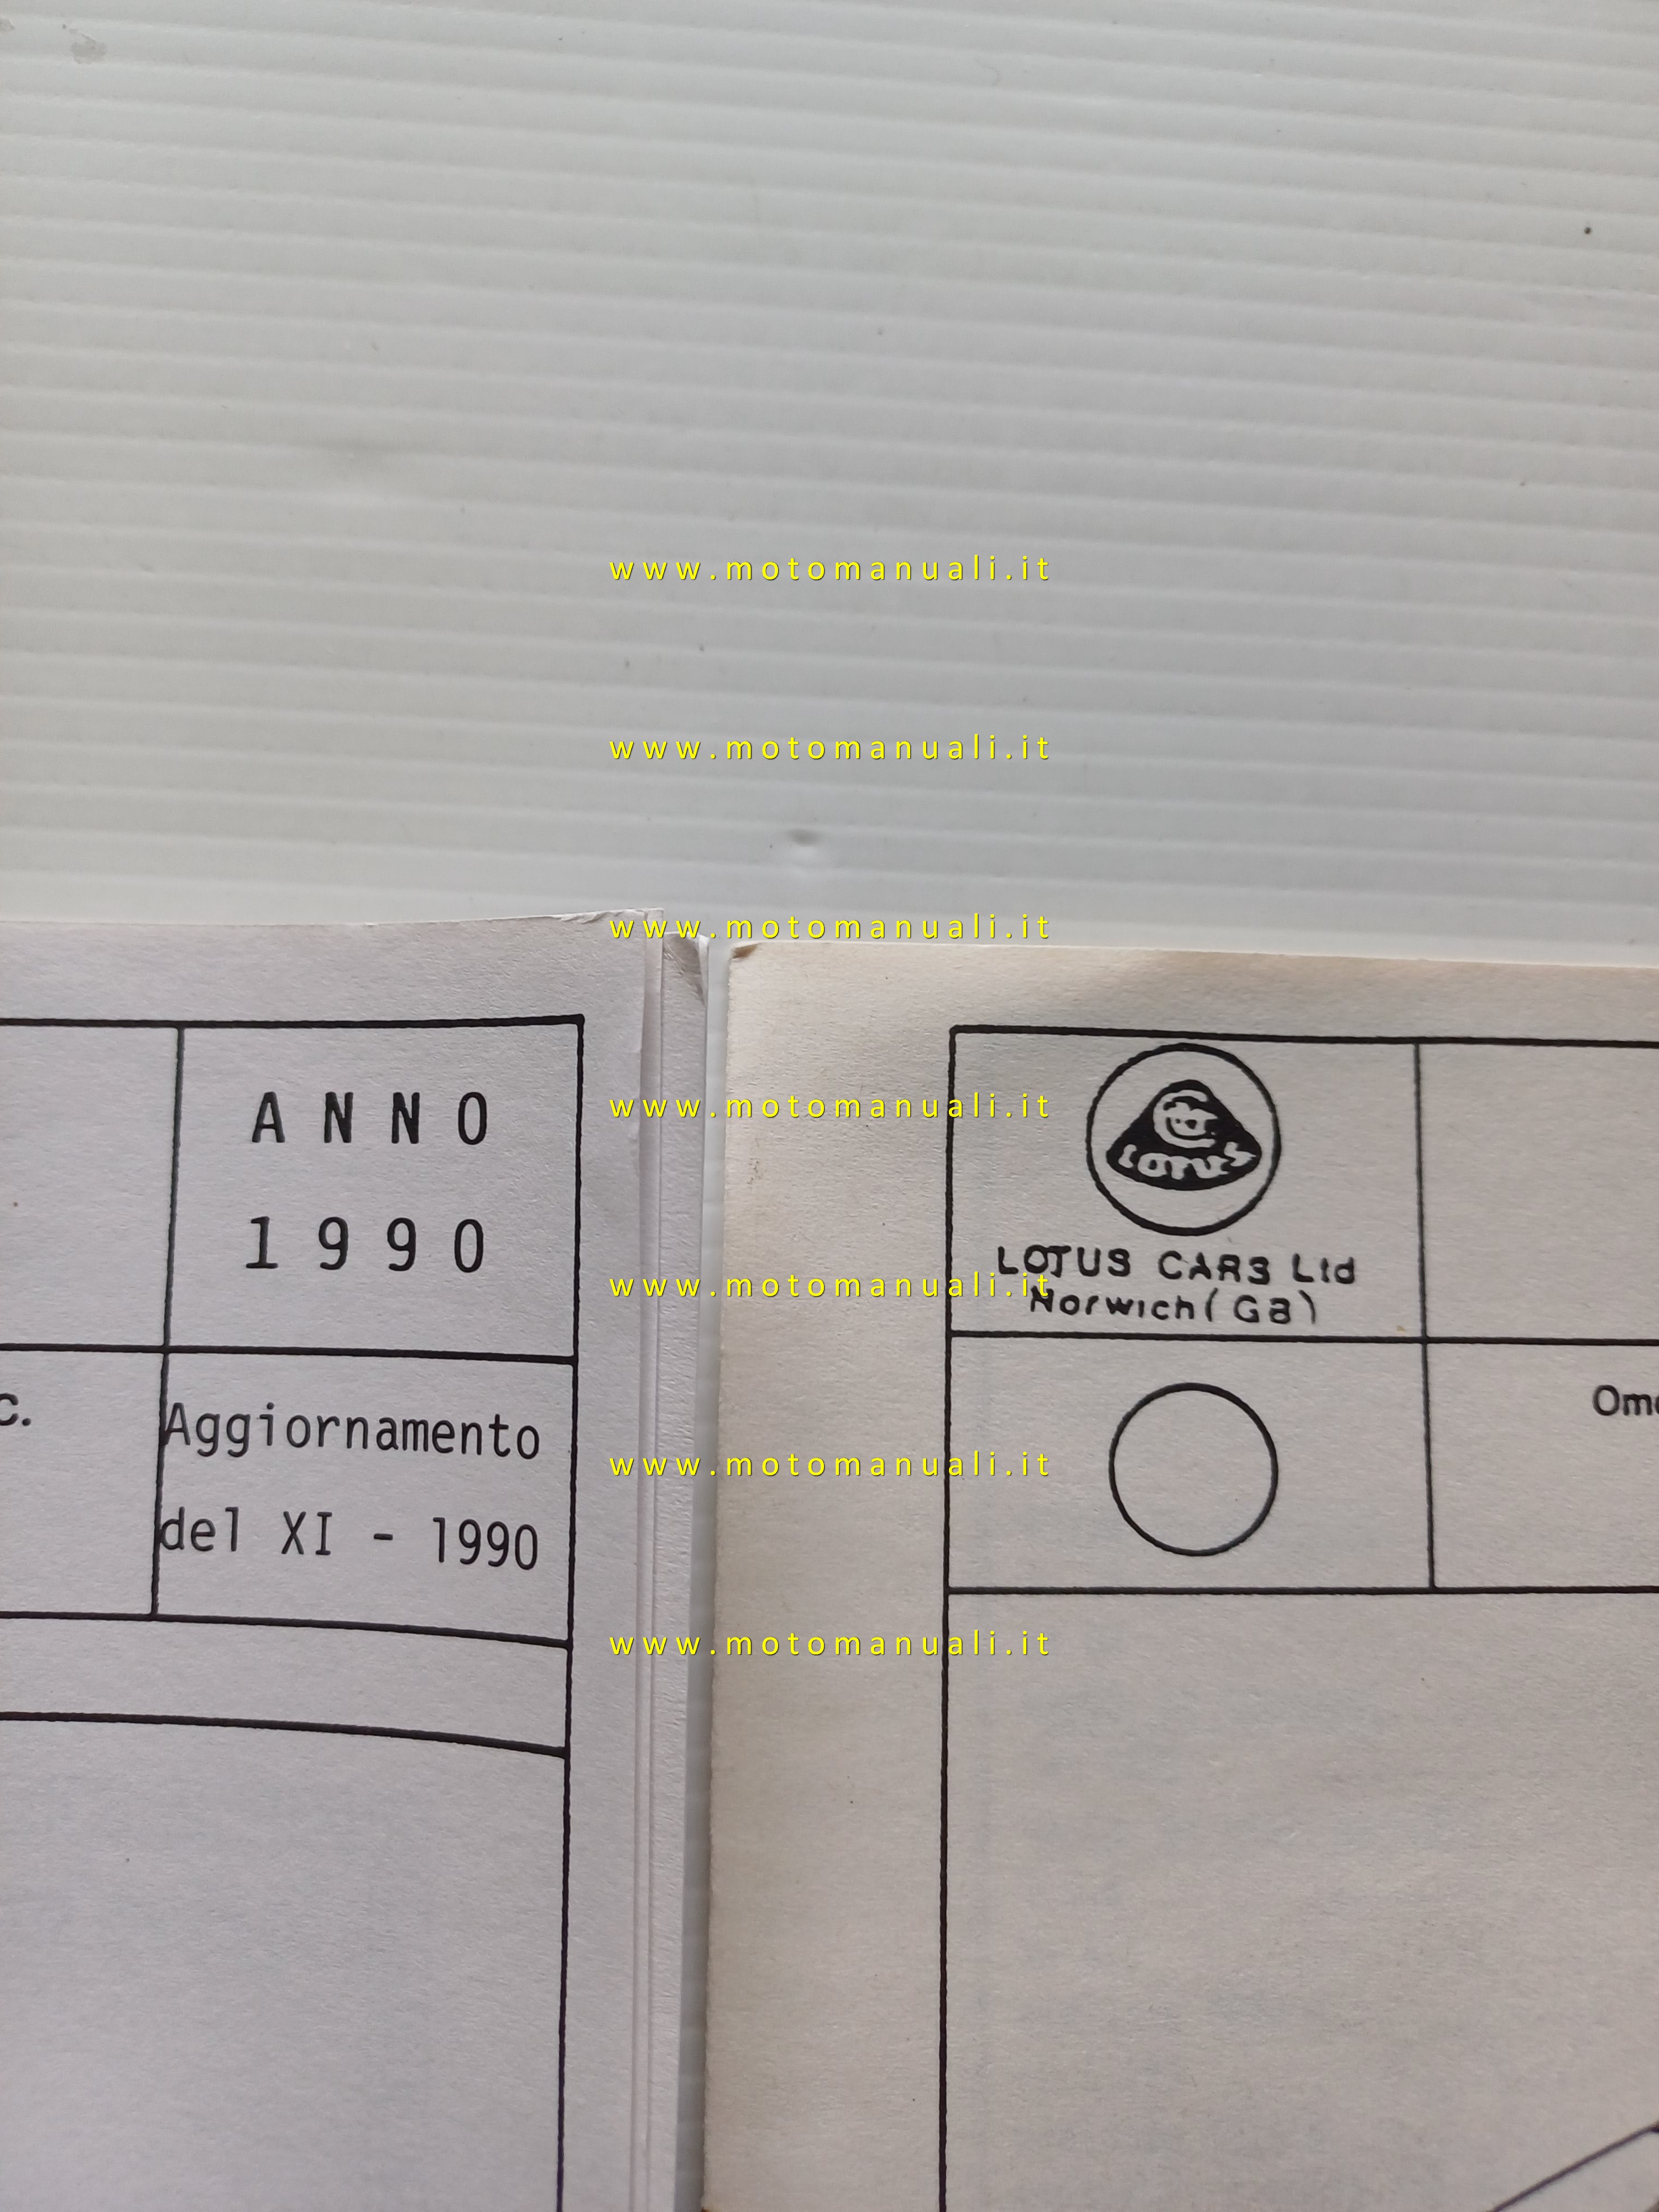 www.motomanuali.it
www.motomanuali.it
www.motomanuali.it
www.motomanuali.it
www.motomanuali.it
www.motomanuali.it
www.motomanuali.it
ANNO
1990
c.
Aggiornamento
del XI - 1990
LOTUS
LOTUS CARS Ltd
Norwich (GB)